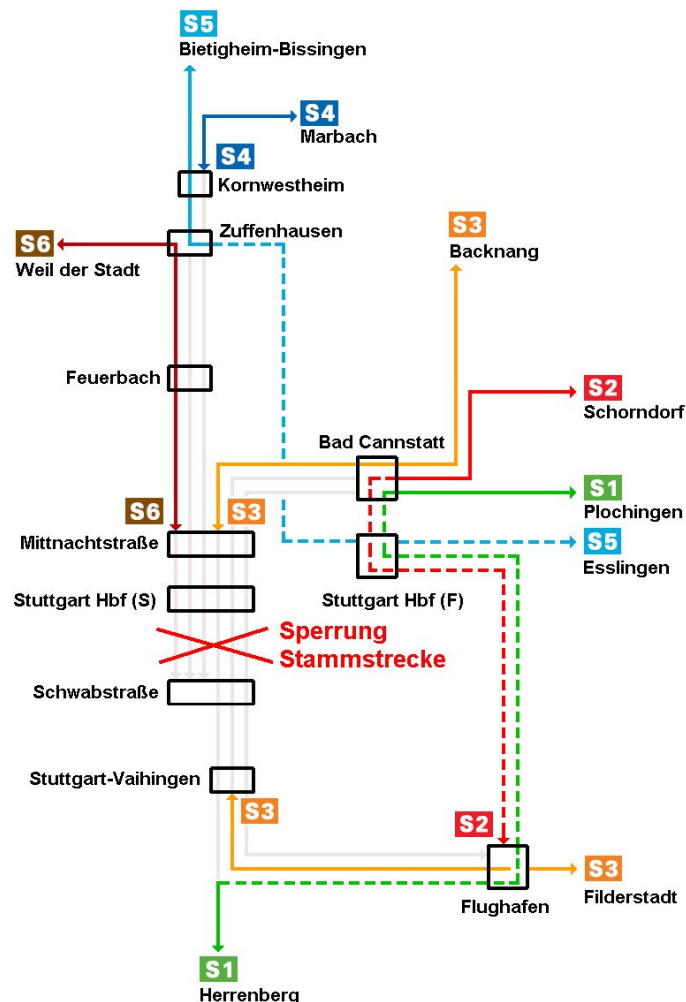 S5
Bietigheim-Bissingen
S4
Marbach
S4
Kornwestheim
Zuffenhausen
S6
Weil der Stadt
S3
Backnang
Feuerbach
S2
Schorndorf
Bad Cannstatt
S1
Plochingen
S6
S3
Mittnachtstraße
S5
Esslingen
Stuttgart Hbf (S)
Stuttgart Hbf (F)
Sperrung
Stammstrecke
Schwabstraße
Stuttgart-Vaihingen
S3
S2
S3
Filderstadt
Flughafen
S1
Herrenberg